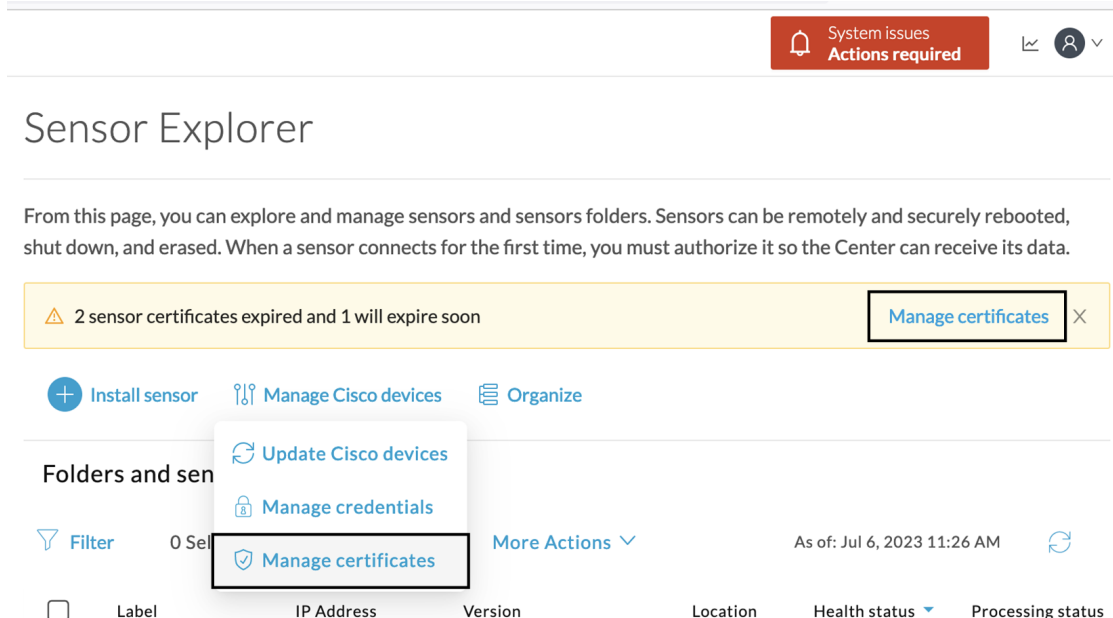 System issues
Actions required
Sensor Explorer
From this page, you can explore and manage sensors and sensors folders. Sensors can be remotely and securely rebooted,
shut down, and erased. When a sensor connects for the first time, you must authorize it so the Center can receive its data.
2 sensor certificates expired and 1 will expire soon Manage certificates
Install sensor Manage Cisco devices Organize
Update Cisco devices
Folders and sen
Manage credentials
Filter 0 Sel More Actions As of: Jul 6, 2023 11:26 AM
Manage certificates
Label IP Address Version Location Health status Processing status